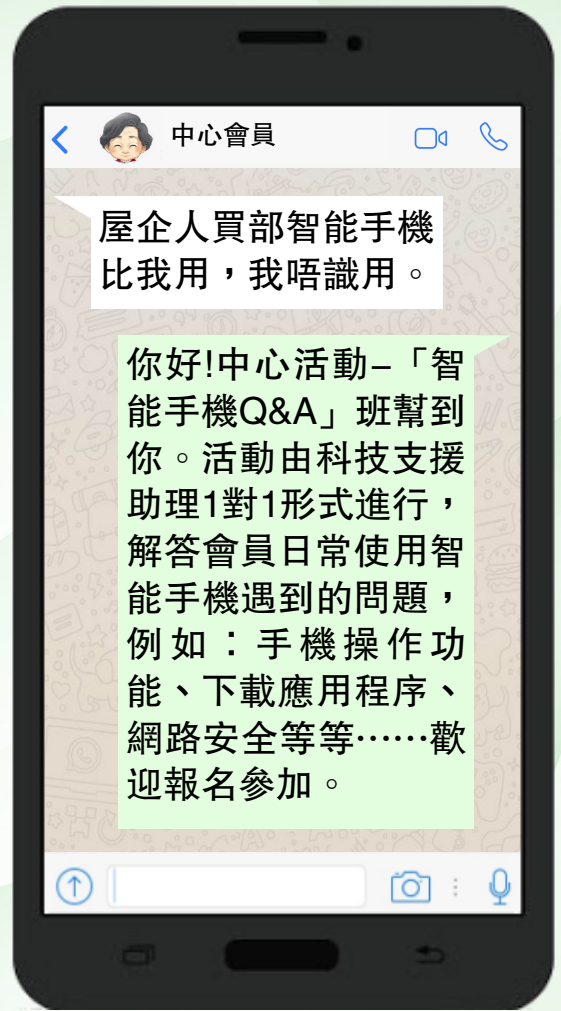 中心會員
屋企人買部智能手機
比我用，我唔識用。
你好!中心活動–「智
能手機Q&A」班幫到
你。活動由科技支援
助理1對1形式進行，
解答會員日常使用智
能手機遇到的問題，
例如：手機操作功
能、下載應用程序、
網路安全等等……歡
迎報名參加。